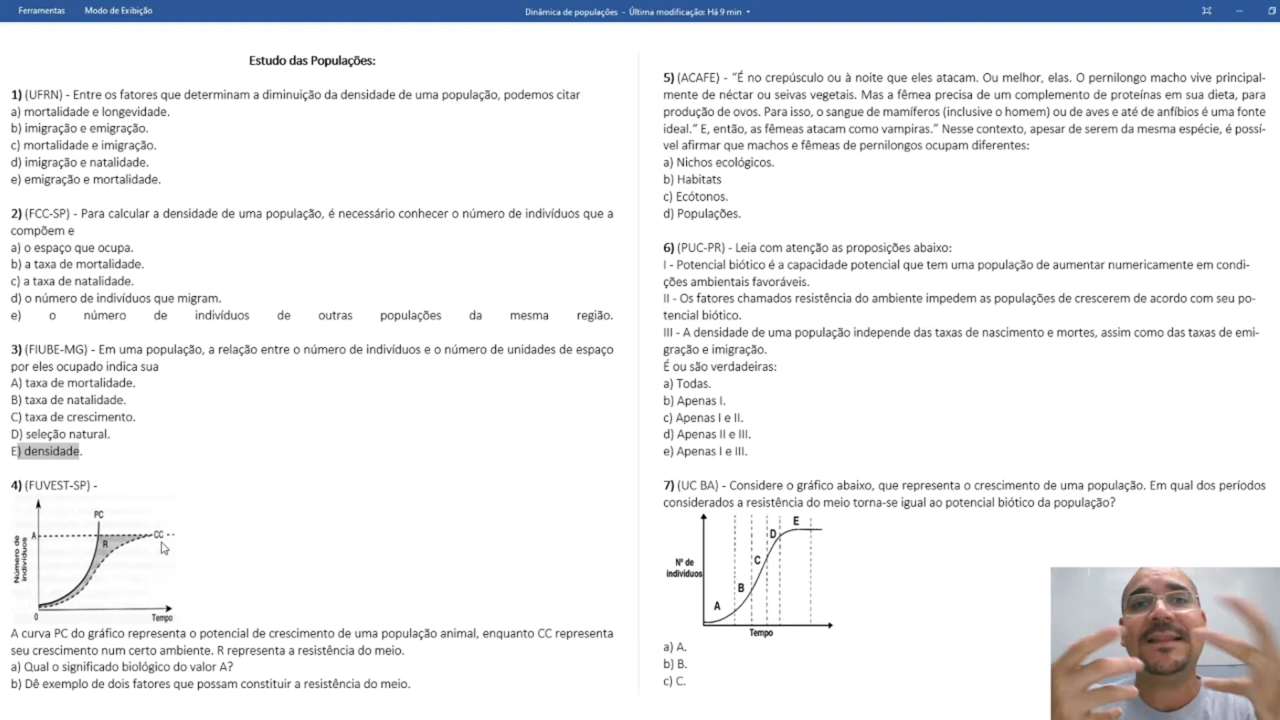 Ferramentas Modo de Exibição Dinâmica de populações - Última modificação: Há 9 min
Estudo das Populações:
1) (UFRN) - Entre os fatores que determinam a diminuição da densidade de uma população, podemos citar
a) mortalidade e longevidade.
b) imigração e emigração.
c) mortalidade e imigração.
d) imigração e natalidade.
e) emigração e mortalidade.
2) (FCC-SP) - Para calcular a densidade de uma população, é necessário conhecer o número de indivíduos que a
compõem e
a) o espaço que ocupa.
b) a taxa de mortalidade.
c) a taxa de natalidade.
d) o número de indivíduos que migram.
e) o número de indivíduos de outras populações da mesma região.
3) (FIUBE-MG) - Em uma população, a relação entre o número de indivíduos e o número de unidades de espaço
por eles ocupado indica sua
A) taxa de mortalidade.
B) taxa de natalidade.
C) taxa de crescimento.
D) seleção natural.
E) densidade.
4) (FUVEST-SP) -
PC
A
CC
R
Número de
indivíduos
0
Tempo
A curva PC do gráfico representa o potencial de crescimento de uma população animal, enquanto CC representa
seu crescimento num certo ambiente. R representa a resistência do meio.
a) Qual o significado biológico do valor A?
b) Dê exemplo de dois fatores que possam constituir a resistência do meio.
5) (ACAFE) - “É no crepúsculo ou à noite que eles atacam. Ou melhor, elas. O pernilongo macho vive principal-
mente de néctar ou seivas vegetais. Mas a fêmea precisa de um complemento de proteínas em sua dieta, para
produção de ovos. Para isso, o sangue de mamíferos (inclusive o homem) ou de aves e até de anfíbios é uma fonte
ideal.” E, então, as fêmeas atacam como vampiras.” Nesse contexto, apesar de serem da mesma espécie, é possí-
vel afirmar que machos e fêmeas de pernilongos ocupam diferentes:
a) Nichos ecológicos.
b) Habitats
c) Ecótonos.
d) Populações.
6) (PUC-PR) - Leia com atenção as proposições abaixo:
I - Potencial biótico é a capacidade potencial que tem uma população de aumentar numericamente em condi-
ções ambientais favoráveis.
II - Os fatores chamados resistência do ambiente impedem as populações de crescerem de acordo com seu po-
tencial biótico.
III - A densidade de uma população independe das taxas de nascimento e mortes, assim como das taxas de emi-
gração e imigração.
É ou são verdadeiras:
a) Todas.
b) Apenas I.
c) Apenas I e II.
d) Apenas II e III.
e) Apenas I e III.
7) (UC BA) - Considere o gráfico abaixo, que representa o crescimento de uma população. Em qual dos períodos
considerados a resistência do meio torna-se igual ao potencial biótico da população?
E
D
C
Nº de
indivíduos
B
A
Tempo
a) A.
b) B.
c) C.